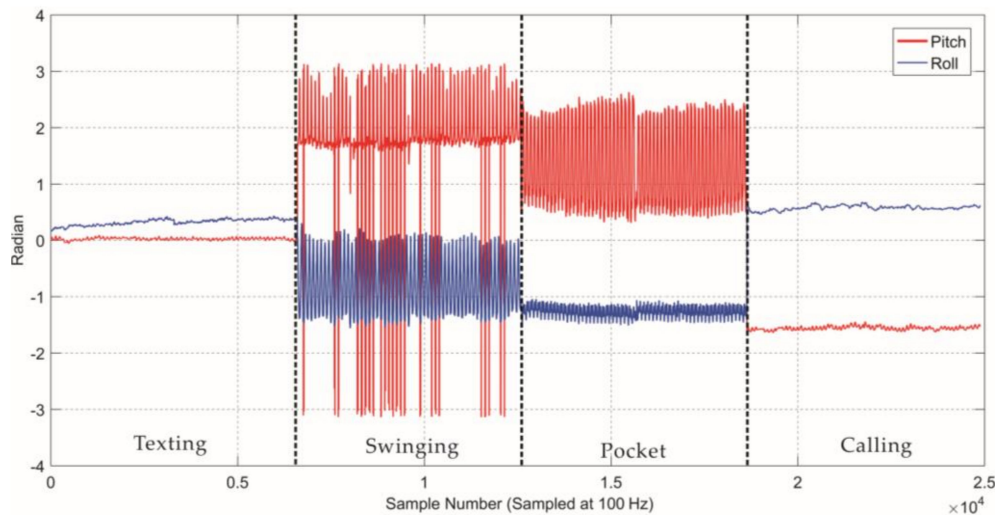 4
3
2
1
0
-1
-2
-3
-4
Radian
Pitch
Roll
Texting
Swinging
Pocket
Calling
0
0.5
1
1.5
2
2.5
×10⁴
Sample Number (Sampled at 100 Hz)